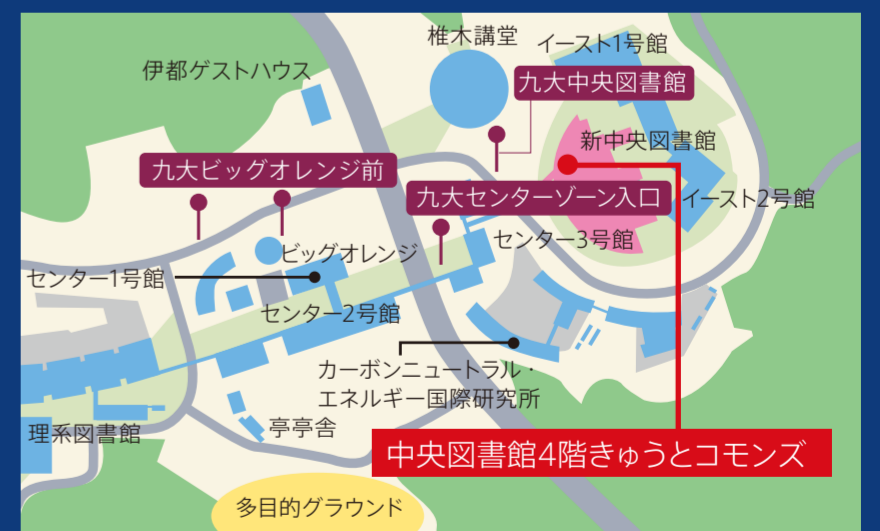 椎木講堂
イースト1号館
伊都ゲストハウス
九大中央図書館
新中央図書館
九大ビッグオレンジ前
九大センターゾーン入口
イースト2号館
センター3号館
ビッグオレンジ
センター1号館
センター2号館
カーボンニュートラル・
エネルギー国際研究所
亭亭舎
理系図書館
中央図書館4階きゅうとコモンズ
多目的グラウンド